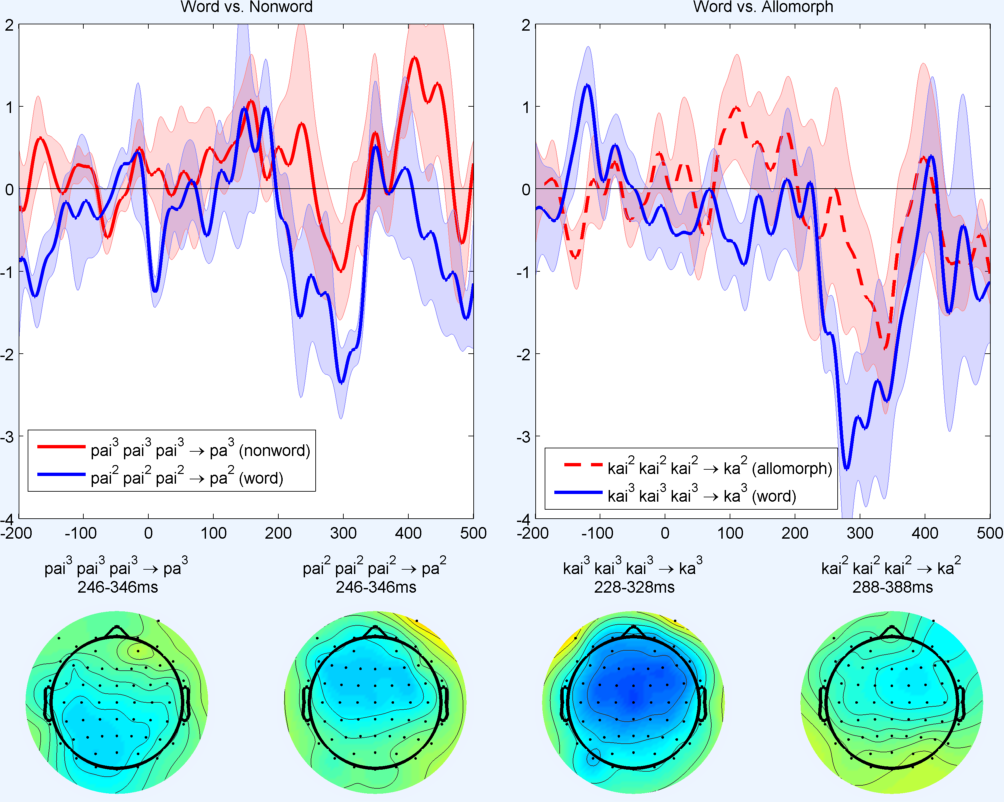 Word vs. Nonword
2
1
0
-1
-2
-3
-4
pai³ pai³ pai³ → pa³ (nonword)
pai² pai² pai² → pa² (word)
-200 -100 0 100 200 300 400 500
Word vs. Allomorph
2
1
0
-1
-2
-3
-4
kai² kai² kai² → ka² (allomorph)
kai³ kai³ kai³ → ka³ (word)
-200 -100 0 100 200 300 400 500
pai³ pai³ pai³ → pa³
246-346ms
pai² pai² pai² → pa²
246-346ms
kai³ kai³ kai³ → ka³
228-328ms
kai² kai² kai² → ka²
288-388ms